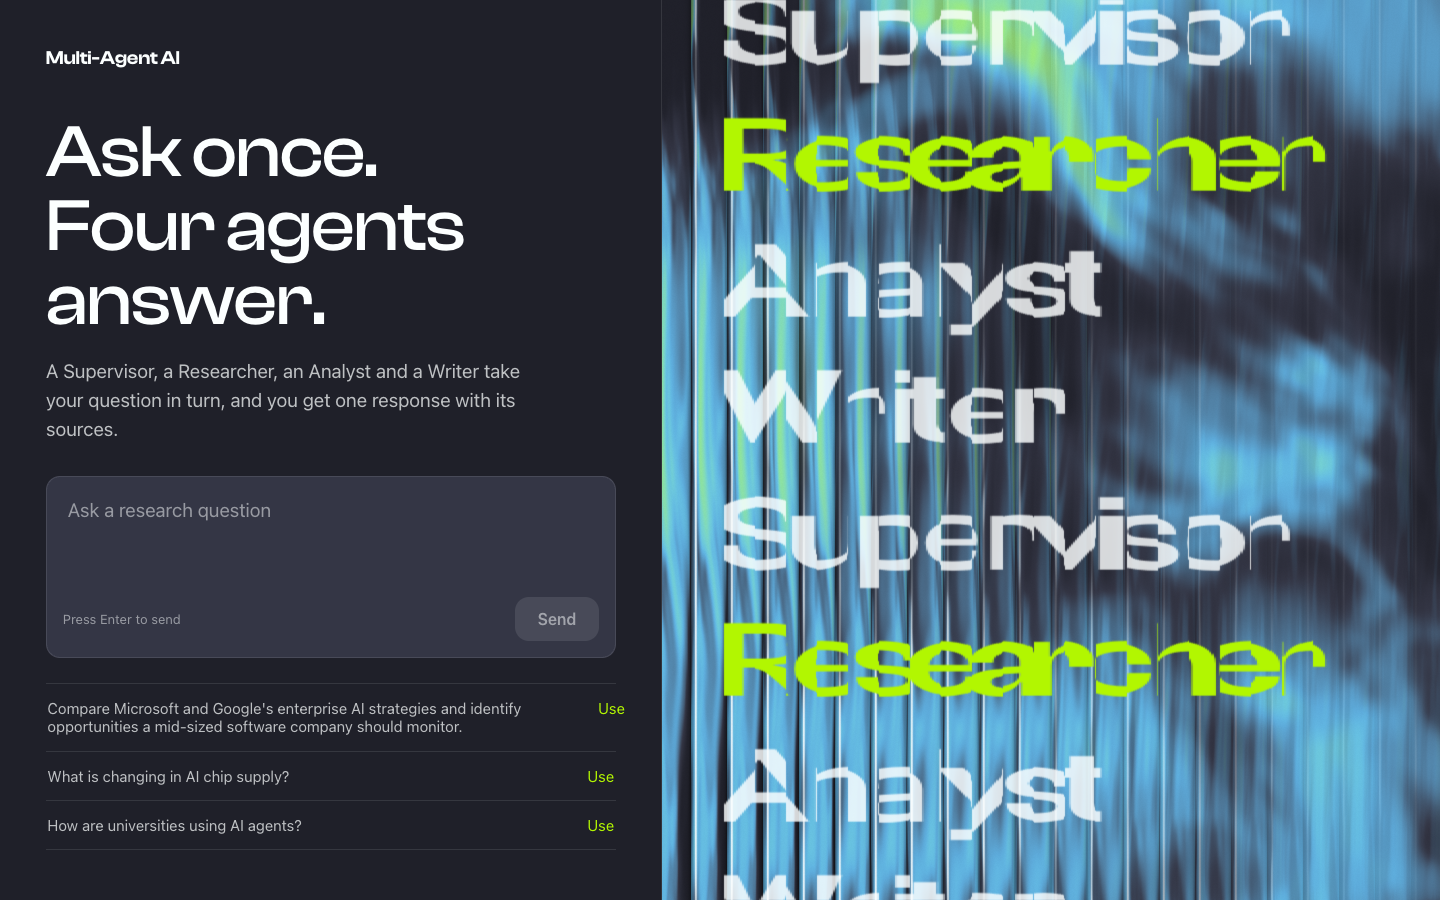 Multi-Agent AI
Ask once.
Four agents
answer.
A Supervisor, a Researcher, an Analyst and a Writer take
your question in turn, and you get one response with its
sources.
Ask a research question
Press Enter to send
Send
Compare Microsoft and Google's enterprise AI strategies and identify
opportunities a mid-sized software company should monitor.
Use
What is changing in AI chip supply?
Use
How are universities using AI agents?
Use
Supervisor
Researcher
Analyst
Writer
Supervisor
Researcher
Analyst
Writer